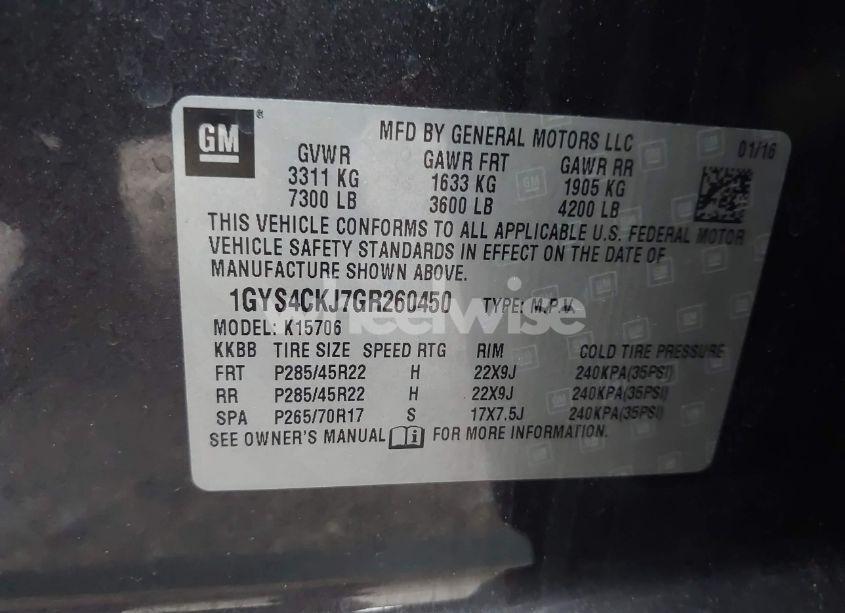 GM
MFD BY GENERAL MOTORS LLC 01/16
GVWR GAWR FRT GAWR RR
3311 KG 1633 KG 1905 KG
7300 LB 3600 LB 4200 LB
THIS VEHICLE CONFORMS TO ALL APPLICABLE U.S. FEDERAL MOTOR
VEHICLE SAFETY STANDARDS IN EFFECT ON THE DATE OF
MANUFACTURE SHOWN ABOVE.
1GYS4CKJ7GR260450 TYPE: M.P.V.
wheelwise
MODEL: K15706
KKBB TIRE SIZE SPEED RTG RIM COLD TIRE PRESSURE
FRT P285/45R22 H 22X9J 240KPA(35PSI)
RR P285/45R22 H 22X9J 240KPA(35PSI)
SPA P265/70R17 S 17X7.5J 240KPA(35PSI)
SEE OWNER'S MANUAL FOR MORE INFORMATION.